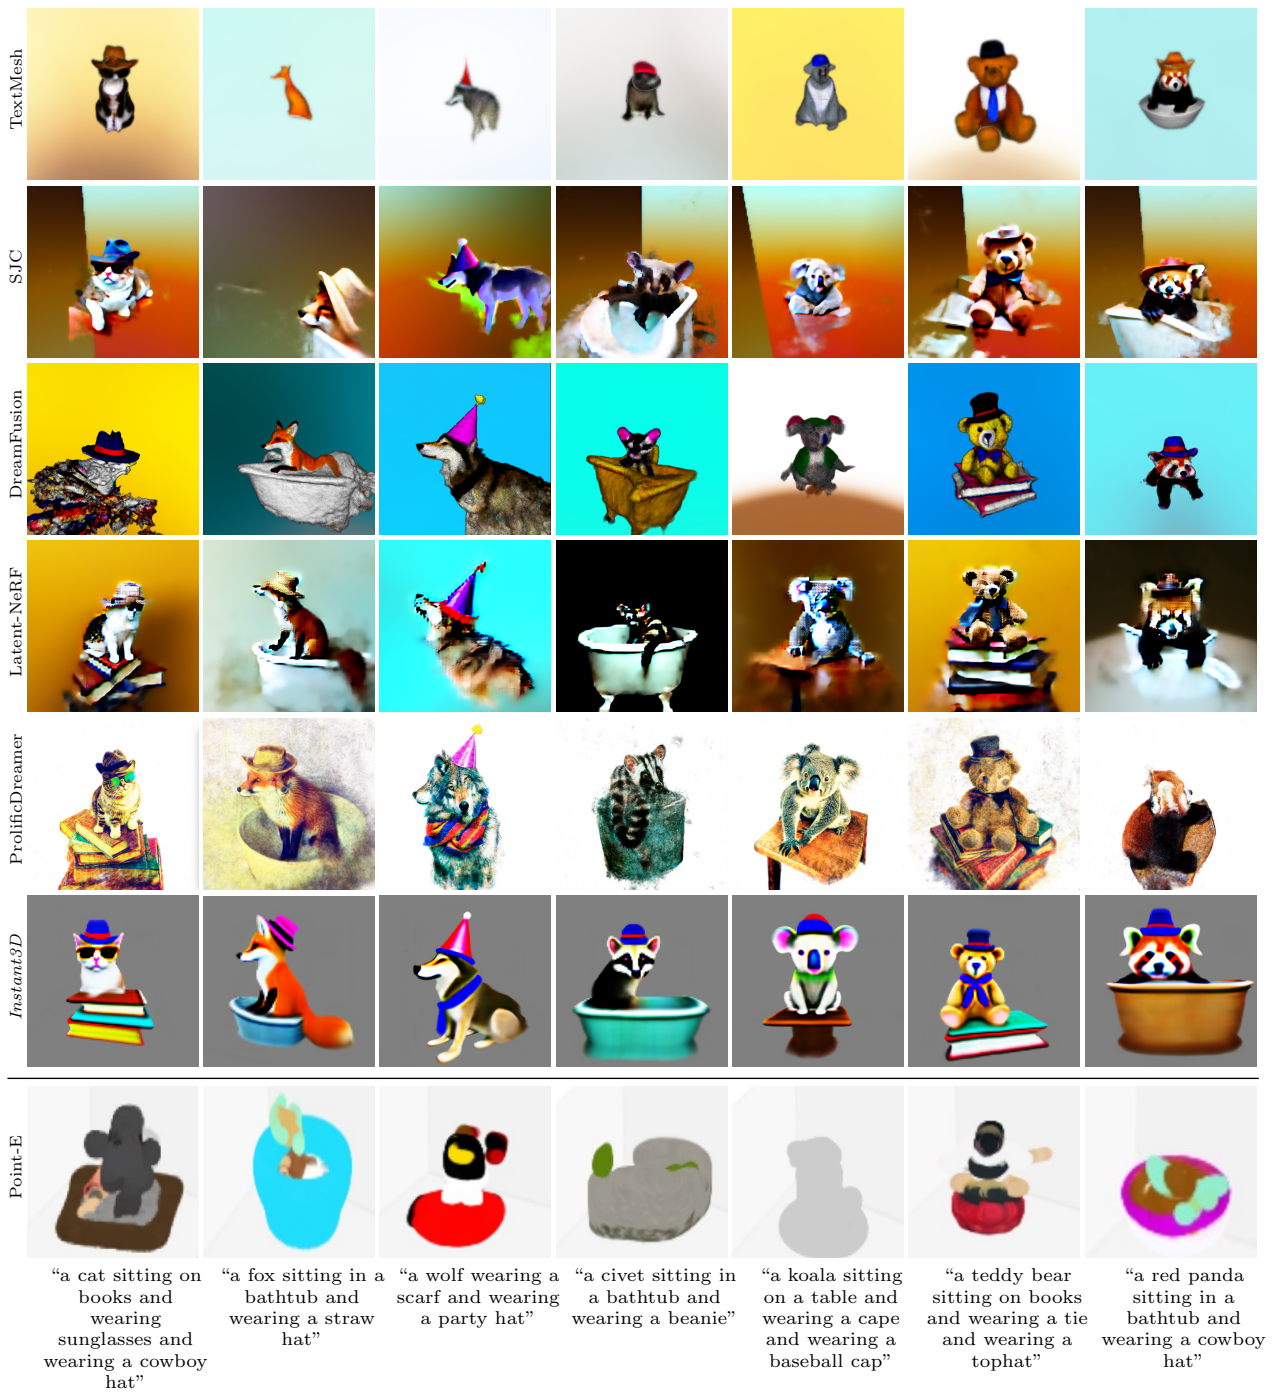 TextMesh
SJC
DreamFusion
Latent-NeRF
ProlificDreamer
Instant3D
Point-E
“a cat sitting on
books and
wearing
sunglasses and
wearing a cowboy
hat”
“a fox sitting in a
bathtub and
wearing a straw
hat”
“a wolf wearing a
scarf and wearing
a party hat”
“a civet sitting in
a bathtub and
wearing a beanie”
“a koala sitting
on a table and
wearing a cape
and wearing a
baseball cap”
“a teddy bear
sitting on books
and wearing a tie
and wearing a
tophat”
“a red panda
sitting in a
bathtub and
wearing a cowboy
hat”